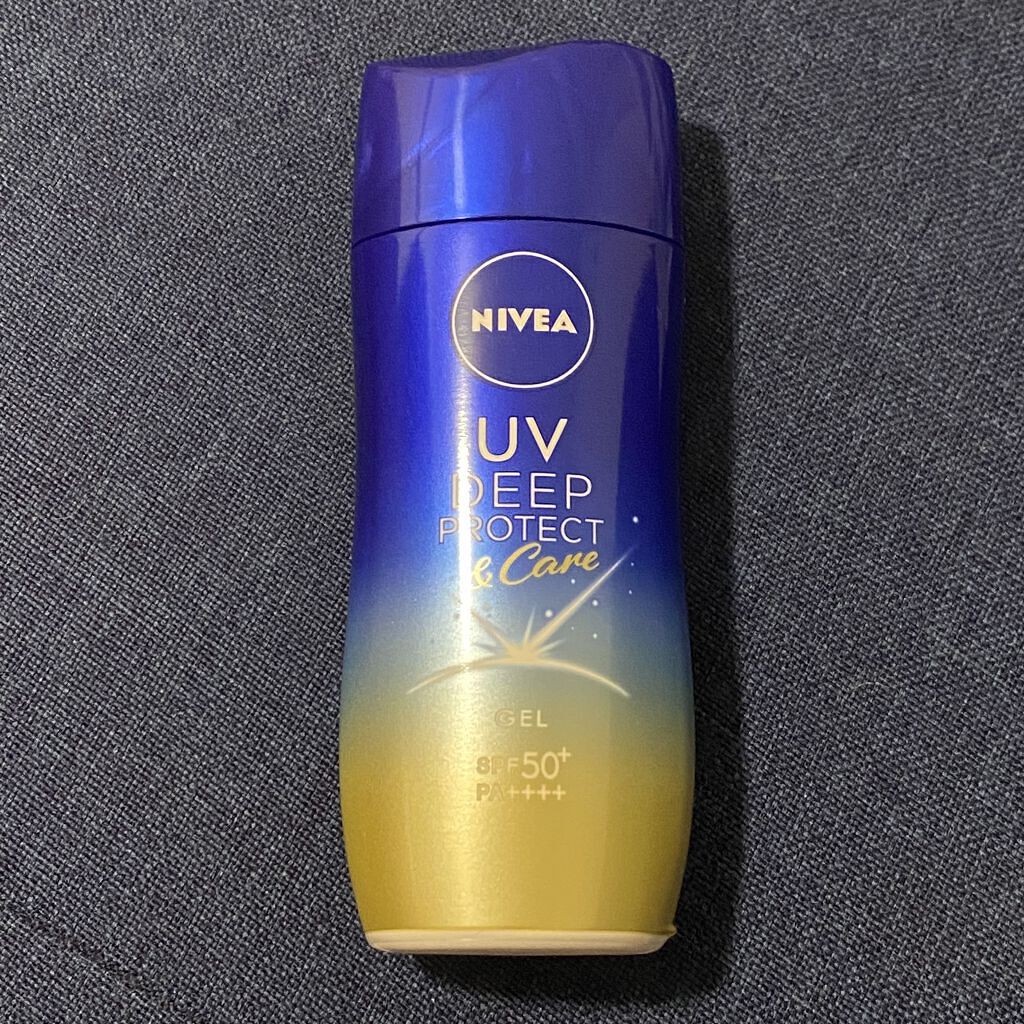 NIVEA
UV
DEEP
PROTECT
& Care
GEL
SPF50+
PA++++